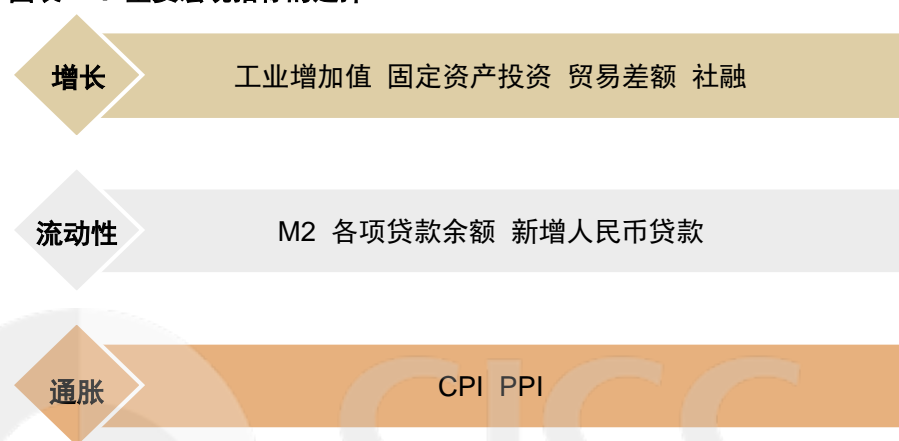 增长
工业增加值 固定资产投资 贸易差额 社融
流动性
M2 各项贷款余额 新增人民币贷款
通胀
CPI PPI
CICC